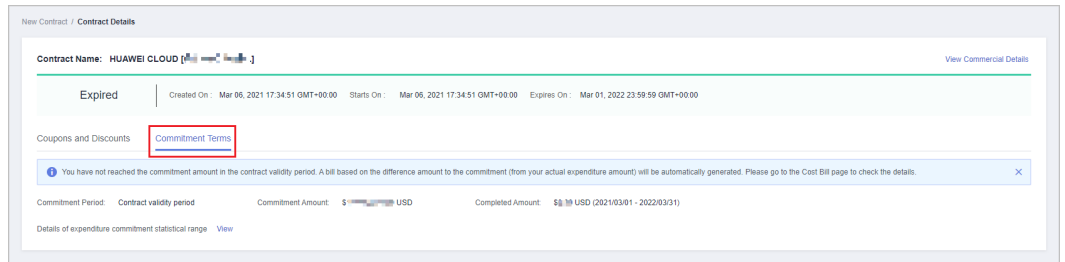 New Contract / Contract Details
Contract Name: HUAWEI CLOUD [ .]
View Commercial Details
Expired
Created On : Mar 06, 2021 17:34:51 GMT+00:00 Starts On : Mar 06, 2021 17:34:51 GMT+00:00 Expires On : Mar 01, 2022 23:59:59 GMT+00:00
Coupons and Discounts Commitment Terms
You have not reached the commitment amount in the contract validity period. A bill based on the difference amount to the commitment (from your actual expenditure amount) will be automatically generated. Please go to the Cost Bill page to check the details.
Commitment Period: Contract validity period Commitment Amount: $ USD Completed Amount: $ USD (2021/03/01 - 2022/03/31)
Details of expenditure commitment statistical range View